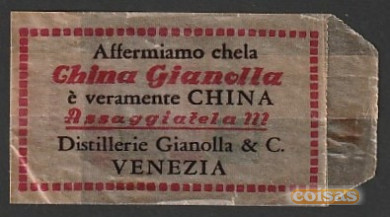 Affermiamo chela
China Gianolla
è veramente CHINA
Assaggiatela !!!
Distillerie Gianolla & C.
VENEZIA
coisas